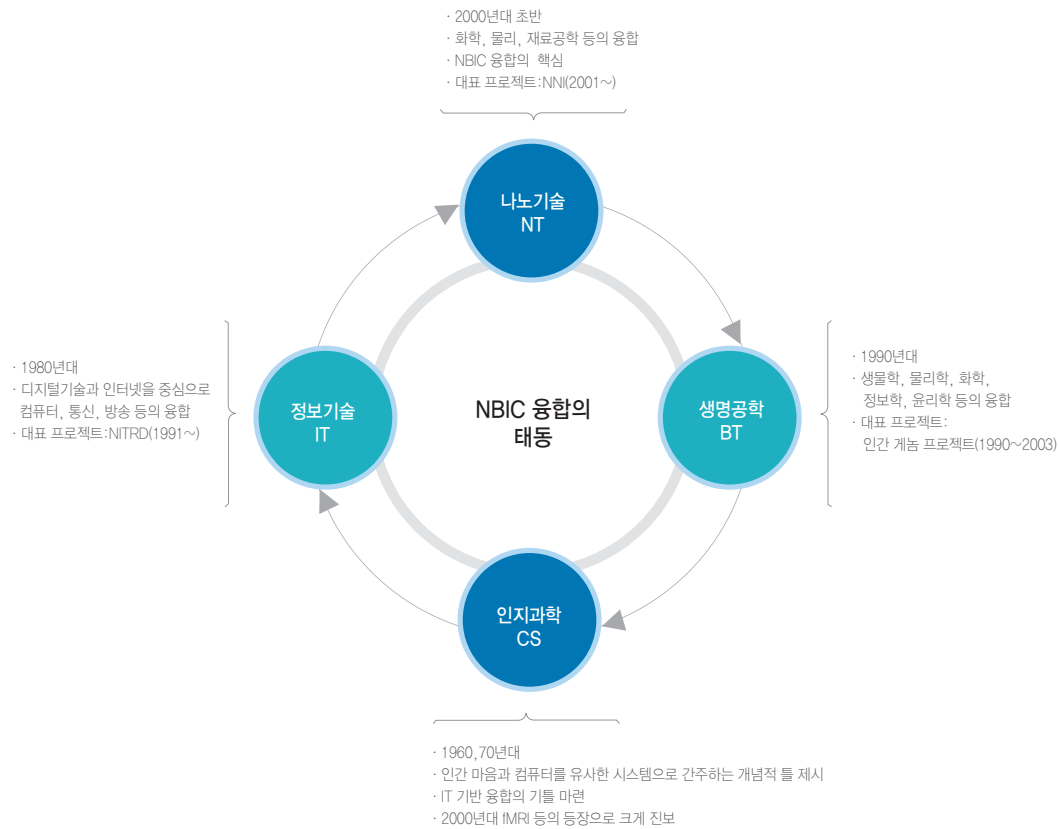 · 2000년대 초반
· 화학, 물리, 재료공학 등의 융합
· NBIC 융합의 핵심
· 대표 프로젝트:NNI(2001~)
나노기술
NT
· 1980년대
· 디지털기술과 인터넷을 중심으로
컴퓨터, 통신, 방송 등의 융합
· 대표 프로젝트:NITRD(1991~)
정보기술
IT
NBIC 융합의
태동
생명공학
BT
· 1990년대
· 생물학, 물리학, 화학,
정보학, 윤리학 등의 융합
· 대표 프로젝트:
인간 게놈 프로젝트(1990~2003)
인지과학
CS
· 1960,70년대
· 인간 마음과 컴퓨터를 유사한 시스템으로 간주하는 개념적 틀 제시
· IT 기반 융합의 기틀 마련
· 2000년대 fMRI 등의 등장으로 크게 진보